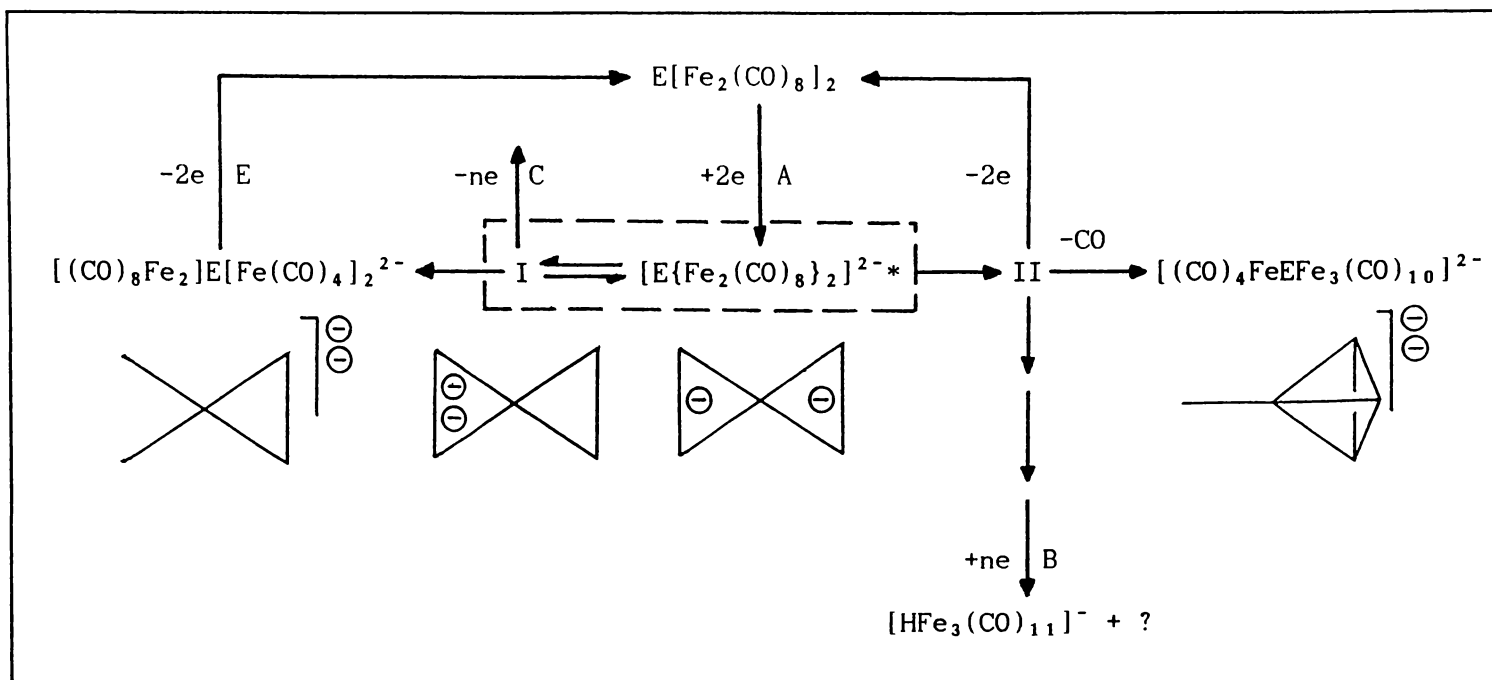 E[Fe₂(CO)₈]₂
-2e E
-ne C
+2e A
-2e
-CO
[(CO)₈Fe₂]E[Fe(CO)₄]₂²⁻
I
[E{Fe₂(CO)₈}₂]²⁻*
II
[(CO)₄FeEFe₃(CO)₁₀]²⁻
⊖
⊖
⊖
⊖
⊖ ⊖
⊖
⊖
+ne B
[HFe₃(CO)₁₁]⁻ + ?